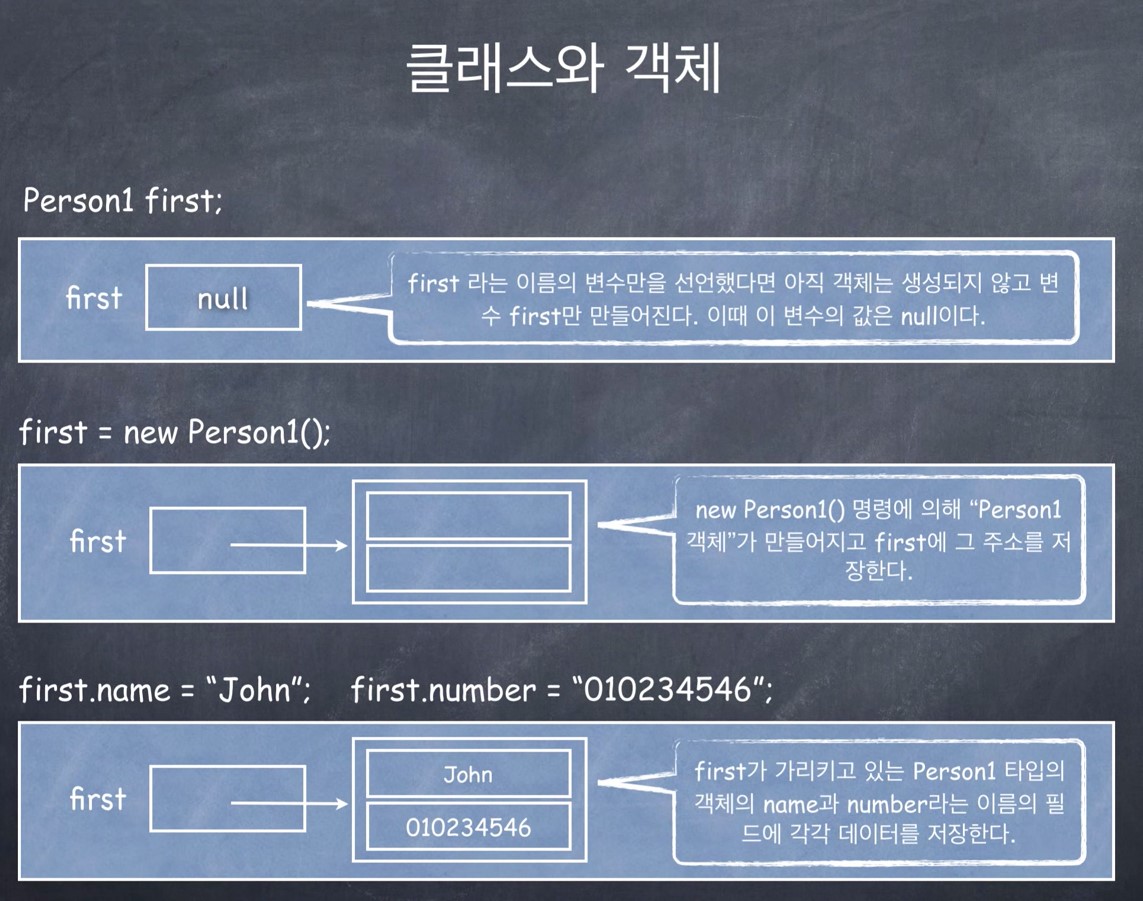 클래스와 객체
Person1 first;
first
null
first 라는 이름의 변수만을 선언했다면 아직 객체는 생성되지 않고 변
수 first만 만들어진다. 이때 이 변수의 값은 null이다.
first = new Person1();
first
new Person1() 명령에 의해 “Person1
객체”가 만들어지고 first에 그 주소를 저
장한다.
first.name = “John”; first.number = “010234546”;
first
John
010234546
first가 가리키고 있는 Person1 타입의
객체의 name과 number라는 이름의 필
드에 각각 데이터를 저장한다.